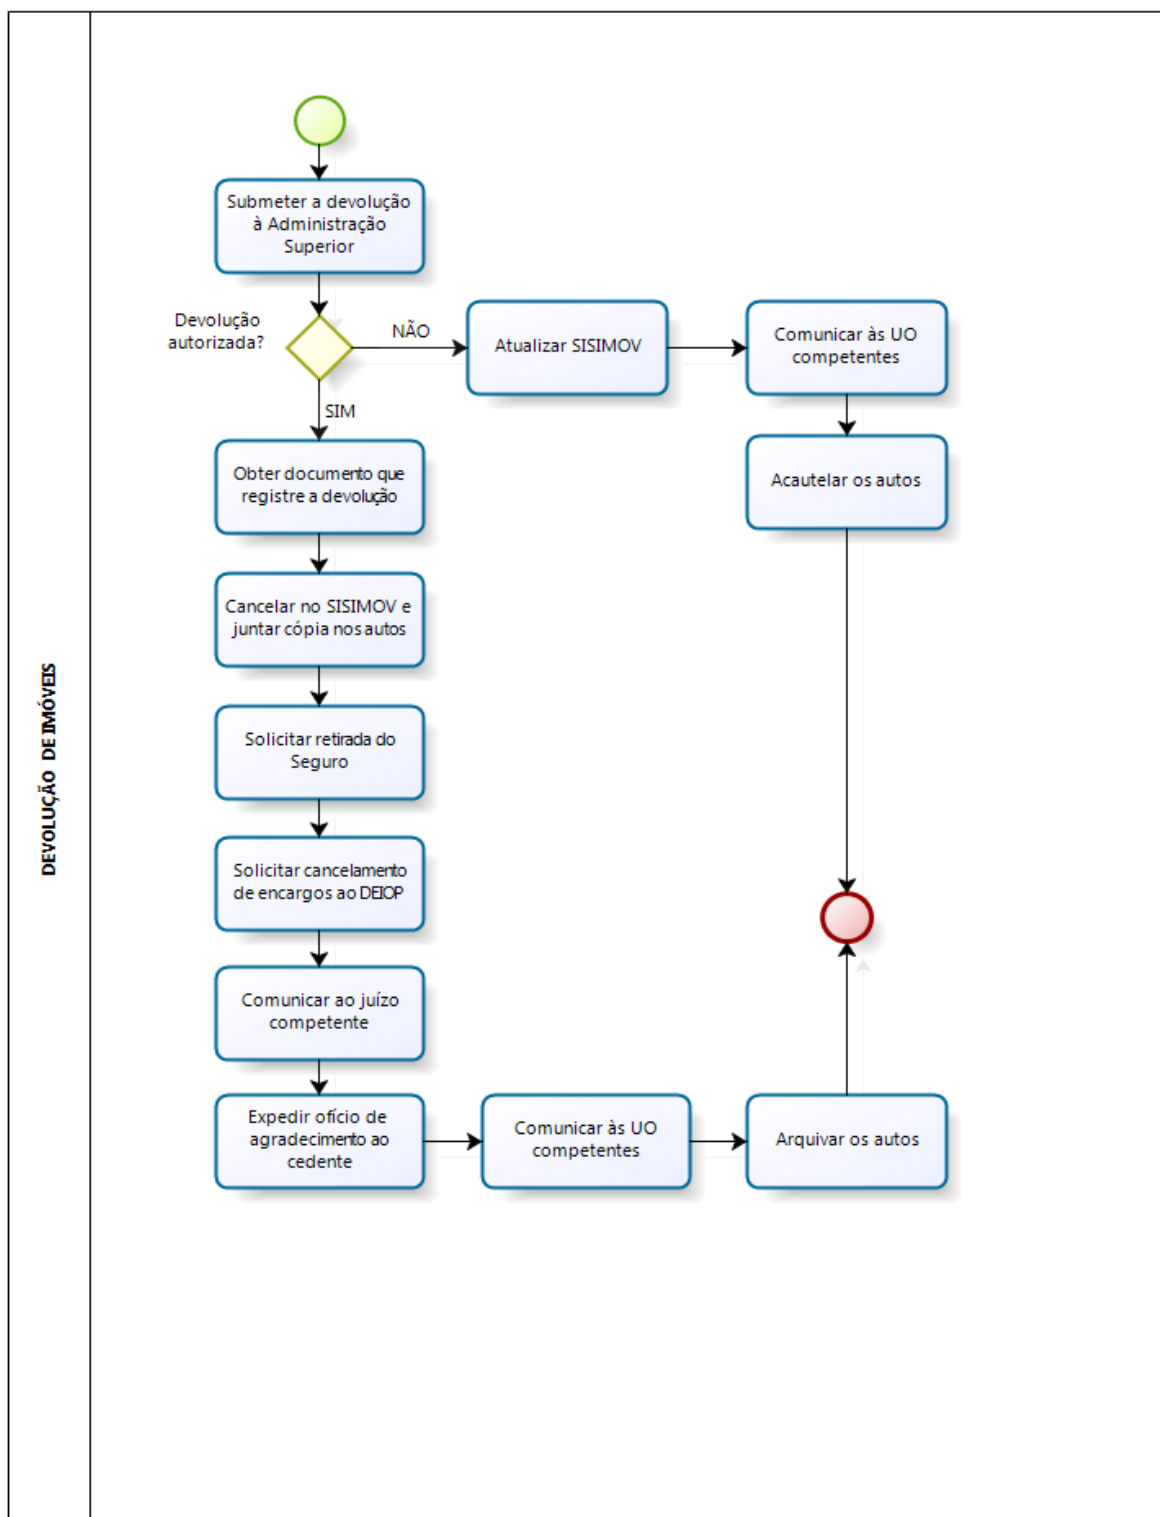 DEVOLUÇÃO DE IMÓVEIS
Submeter a devolução
à Administração
Superior
Devolução
autorizada?
NÃO
Atualizar SISIMOV
Comunicar às UO
competentes
SIM
Acautelar os autos
Obter documento que
registre a devolução
Cancelar no SISIMOV e
juntar cópia nos autos
Solicitar retirada do
Seguro
Solicitar cancelamento
de encargos ao DEIOP
Comunicar ao juízo
competente
Expedir ofício de
agradecimento ao
cedente
Comunicar às UO
competentes
Arquivar os autos